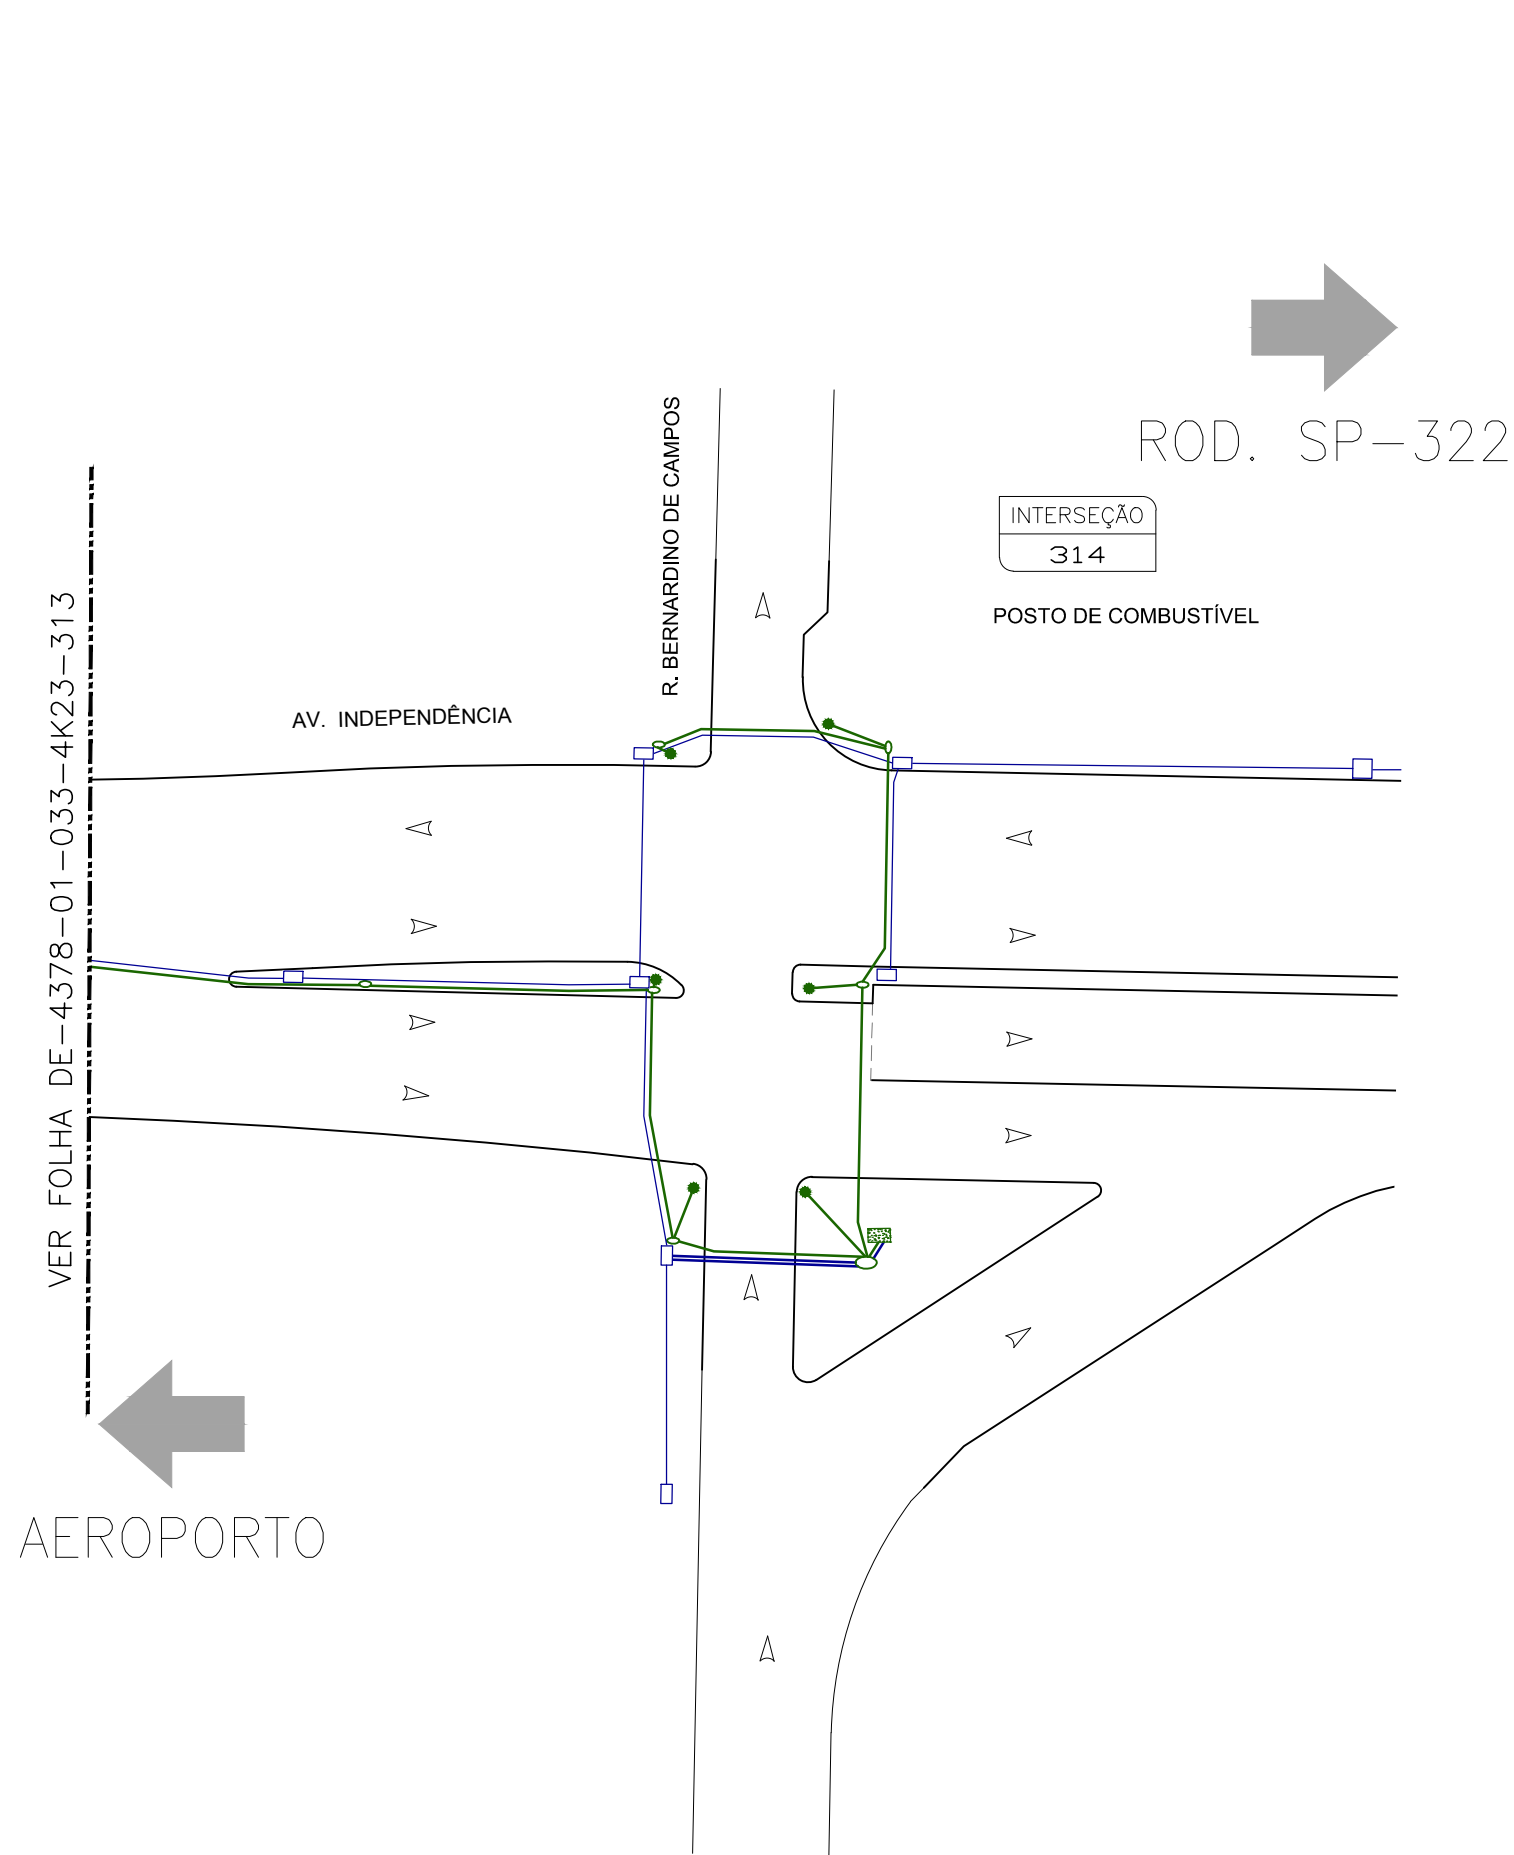 ROD. SP-322
INTERSEÇÃO
314
POSTO DE COMBUSTÍVEL
R. BERNARDINO DE CAMPOS
AV. INDEPENDÊNCIA
VER FOLHA DE-4378-01-033-4K23-313
AEROPORTO